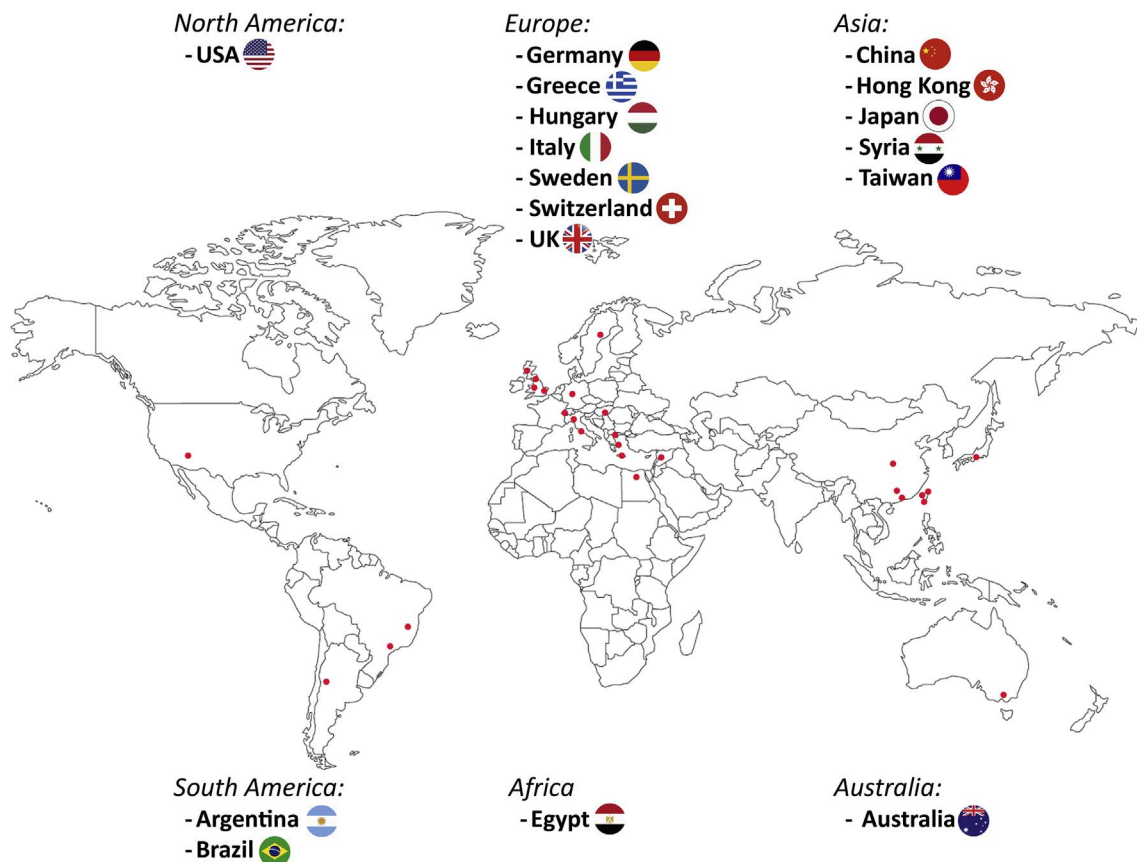 North America:
- USA
Europe:
- Germany
- Greece
- Hungary
- Italy
- Sweden
- Switzerland
- UK
Asia:
- China
- Hong Kong
- Japan
- Syria
- Taiwan
South America:
- Argentina
- Brazil
Africa
- Egypt
Australia:
- Australia